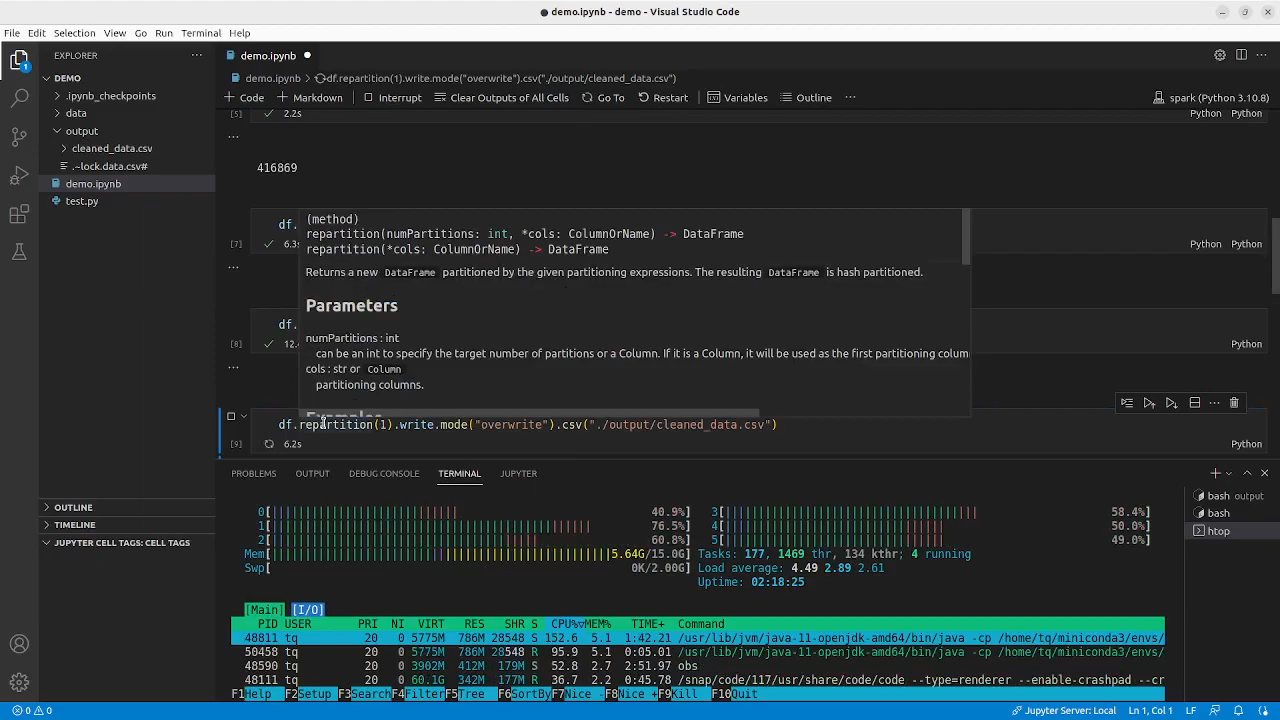 ● demo.ipynb - demo - Visual Studio Code
File Edit Selection View Go Run Terminal Help
EXPLORER
demo.ipynb ●
DEMO
demo.ipynb > df.repartition(1).write.mode("overwrite").csv("./output/cleaned_data.csv")
.ipynb_checkpoints
+ Code + Markdown Interrupt Clear Outputs of All Cells Go To Restart Variables Outline ... spark (Python 3.10.8)
data
[5] 2.2s Python Python
output
cleaned_data.csv
.~lock.data.csv#
416869
demo.ipynb
test.py
(method)
df.
repartition(numPartitions: int, *cols: ColumnOrName) -> DataFrame
[7] 6.3s Python Python
repartition(*cols: ColumnOrName) -> DataFrame
Returns a new DataFrame partitioned by the given partitioning expressions. The resulting DataFrame is hash partitioned.
Parameters
df.
numPartitions : int
[8] 12. Python
can be an int to specify the target number of partitions or a Column. If it is a Column, it will be used as the first partitioning colum
cols : str or Column
partitioning columns.
Examples
df.repartition(1).write.mode("overwrite").csv("./output/cleaned_data.csv")
[9] 6.2s Python
PROBLEMS OUTPUT DEBUG CONSOLE TERMINAL JUPYTER
bash output
bash
htop
OUTLINE
TIMELINE
JUPYTER CELL TAGS: CELL TAGS
0[ 40.9%] 3[ 58.4%]
1[ 76.5%] 4[ 50.0%]
2[ 60.8%] 5[ 49.0%]
Mem[ 5.64G/15.0G] Tasks: 177, 1469 thr, 134 kthr; 4 running
Swp[ 0K/2.00G] Load average: 4.49 2.89 2.61
Uptime: 02:18:25
[Main] [I/O]
PID USER PRI NI VIRT RES SHR S CPU%▽MEM% TIME+ Command
48811 tq 20 0 5775M 786M 28548 S 152.6 5.1 1:42.21 /usr/lib/jvm/java-11-openjdk-amd64/bin/java -cp /home/tq/miniconda3/envs/
50458 tq 20 0 5775M 786M 28548 R 95.9 5.1 0:05.01 /usr/lib/jvm/java-11-openjdk-amd64/bin/java -cp /home/tq/miniconda3/envs/
48590 tq 20 0 3902M 412M 179M S 52.8 2.7 2:51.97 obs
48111 tq 20 0 60.1G 374M 120M R 36.7 2.4 0:45.78 /snap/code/117/usr/share/code/code --type=renderer --enable-crashpad --cr
F1Help F2Setup F3Search F4Filter F5Tree F6SortBy F7Nice - F8Nice + F9Kill F10Quit
0 0 Jupyter Server: Local Ln 1, Col 1 LF